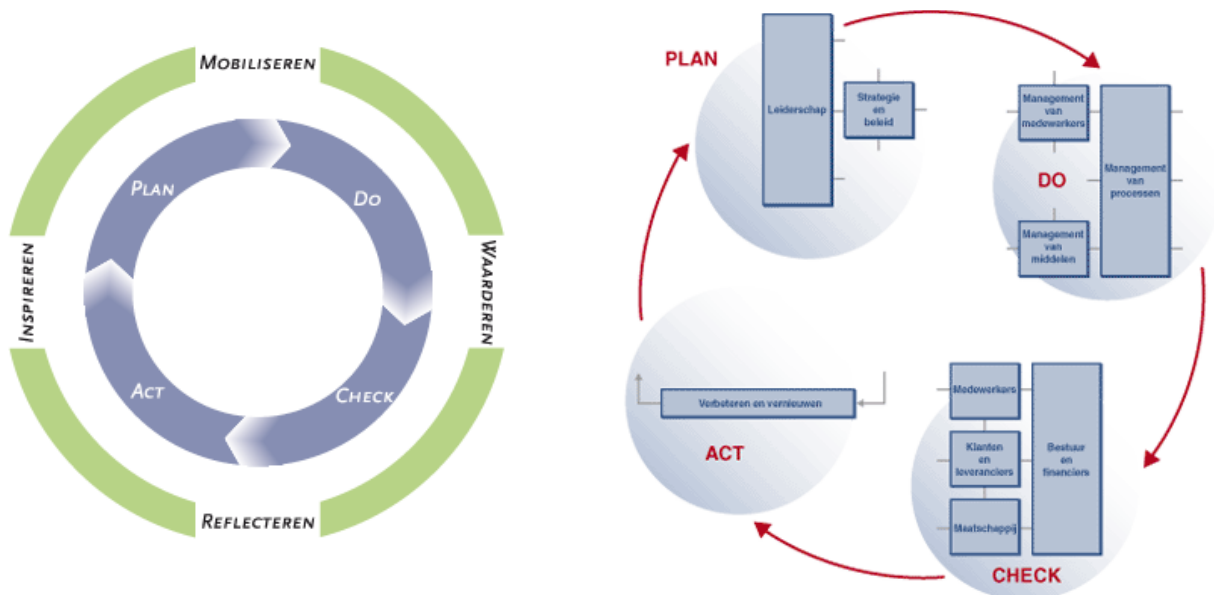 MOBILISEREN
PLAN
DO
INSPIREREN
WAARDEREN
ACT
CHECK
REFLECTEREN
PLAN
Leiderschap
Strategie
en
beleid
Management
van
medewerkers
DO
Management
van
processen
Management
van
middelen
Verbeteren en vernieuwen
ACT
Medewerkers
Klanten
en
leveranciers
Maatschappij
Bestuur
en
financiers
CHECK